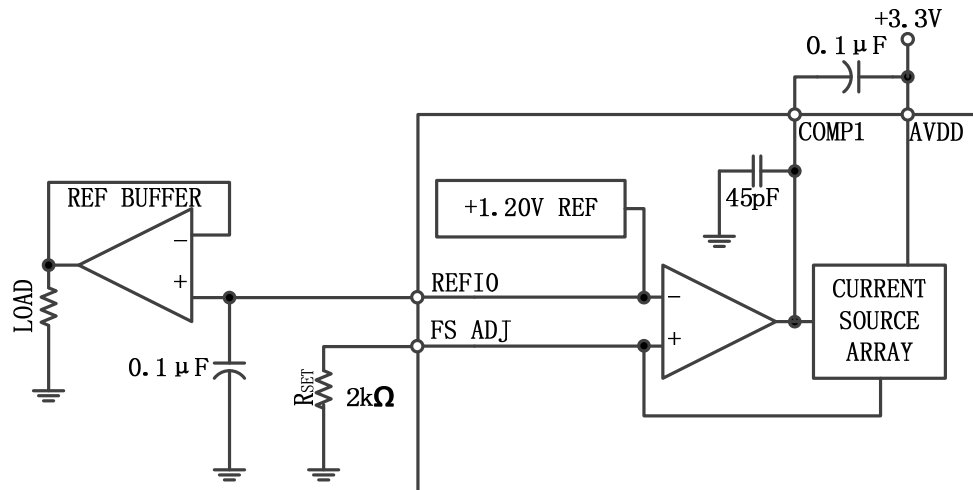 +3.3V
0.1μF
COMP1
AVDD
REF BUFFER
+1.20V REF
45pF
−
+
LOAD
REFIO
−
CURRENT
SOURCE
ARRAY
FS ADJ
+
0.1μF
RSET
2kΩ